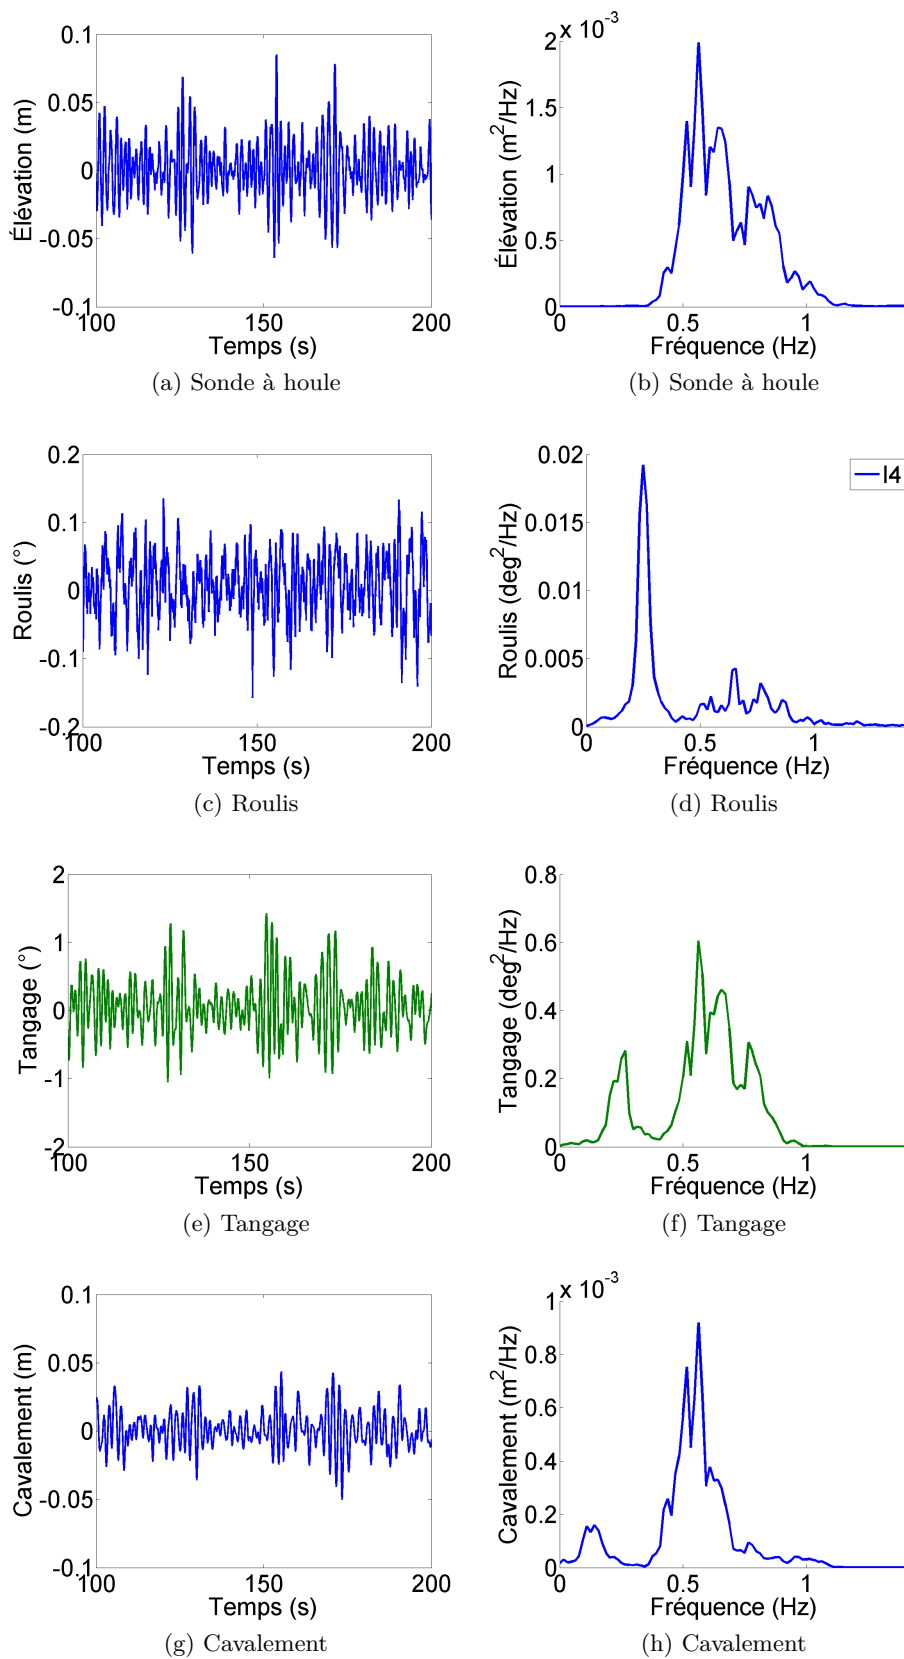 0.1
0.05
0
-0.05
-0.1
100
150
200
Élévation (m)
Temps (s)
(a) Sonde à houle
x 10-3
2
1.5
1
0.5
0
0
0.5
1
Élévation (m2/Hz)
Fréquence (Hz)
(b) Sonde à houle
0.2
0.1
0
-0.1
-0.2
100
150
200
Roulis (°)
Temps (s)
(c) Roulis
0.02
0.015
0.01
0.005
0
0
0.5
1
Roulis (deg2/Hz)
Fréquence (Hz)
I4
(d) Roulis
2
1
0
-1
-2
100
150
200
Tangage (°)
Temps (s)
(e) Tangage
0.8
0.6
0.4
0.2
0
0
0.5
1
Tangage (deg2/Hz)
Fréquence (Hz)
(f) Tangage
0.1
0.05
0
-0.05
-0.1
100
150
200
Cavalement (m)
Temps (s)
(g) Cavalement
x 10-3
1
0.8
0.6
0.4
0.2
0
0
0.5
1
Cavalement (m2/Hz)
Fréquence (Hz)
(h) Cavalement